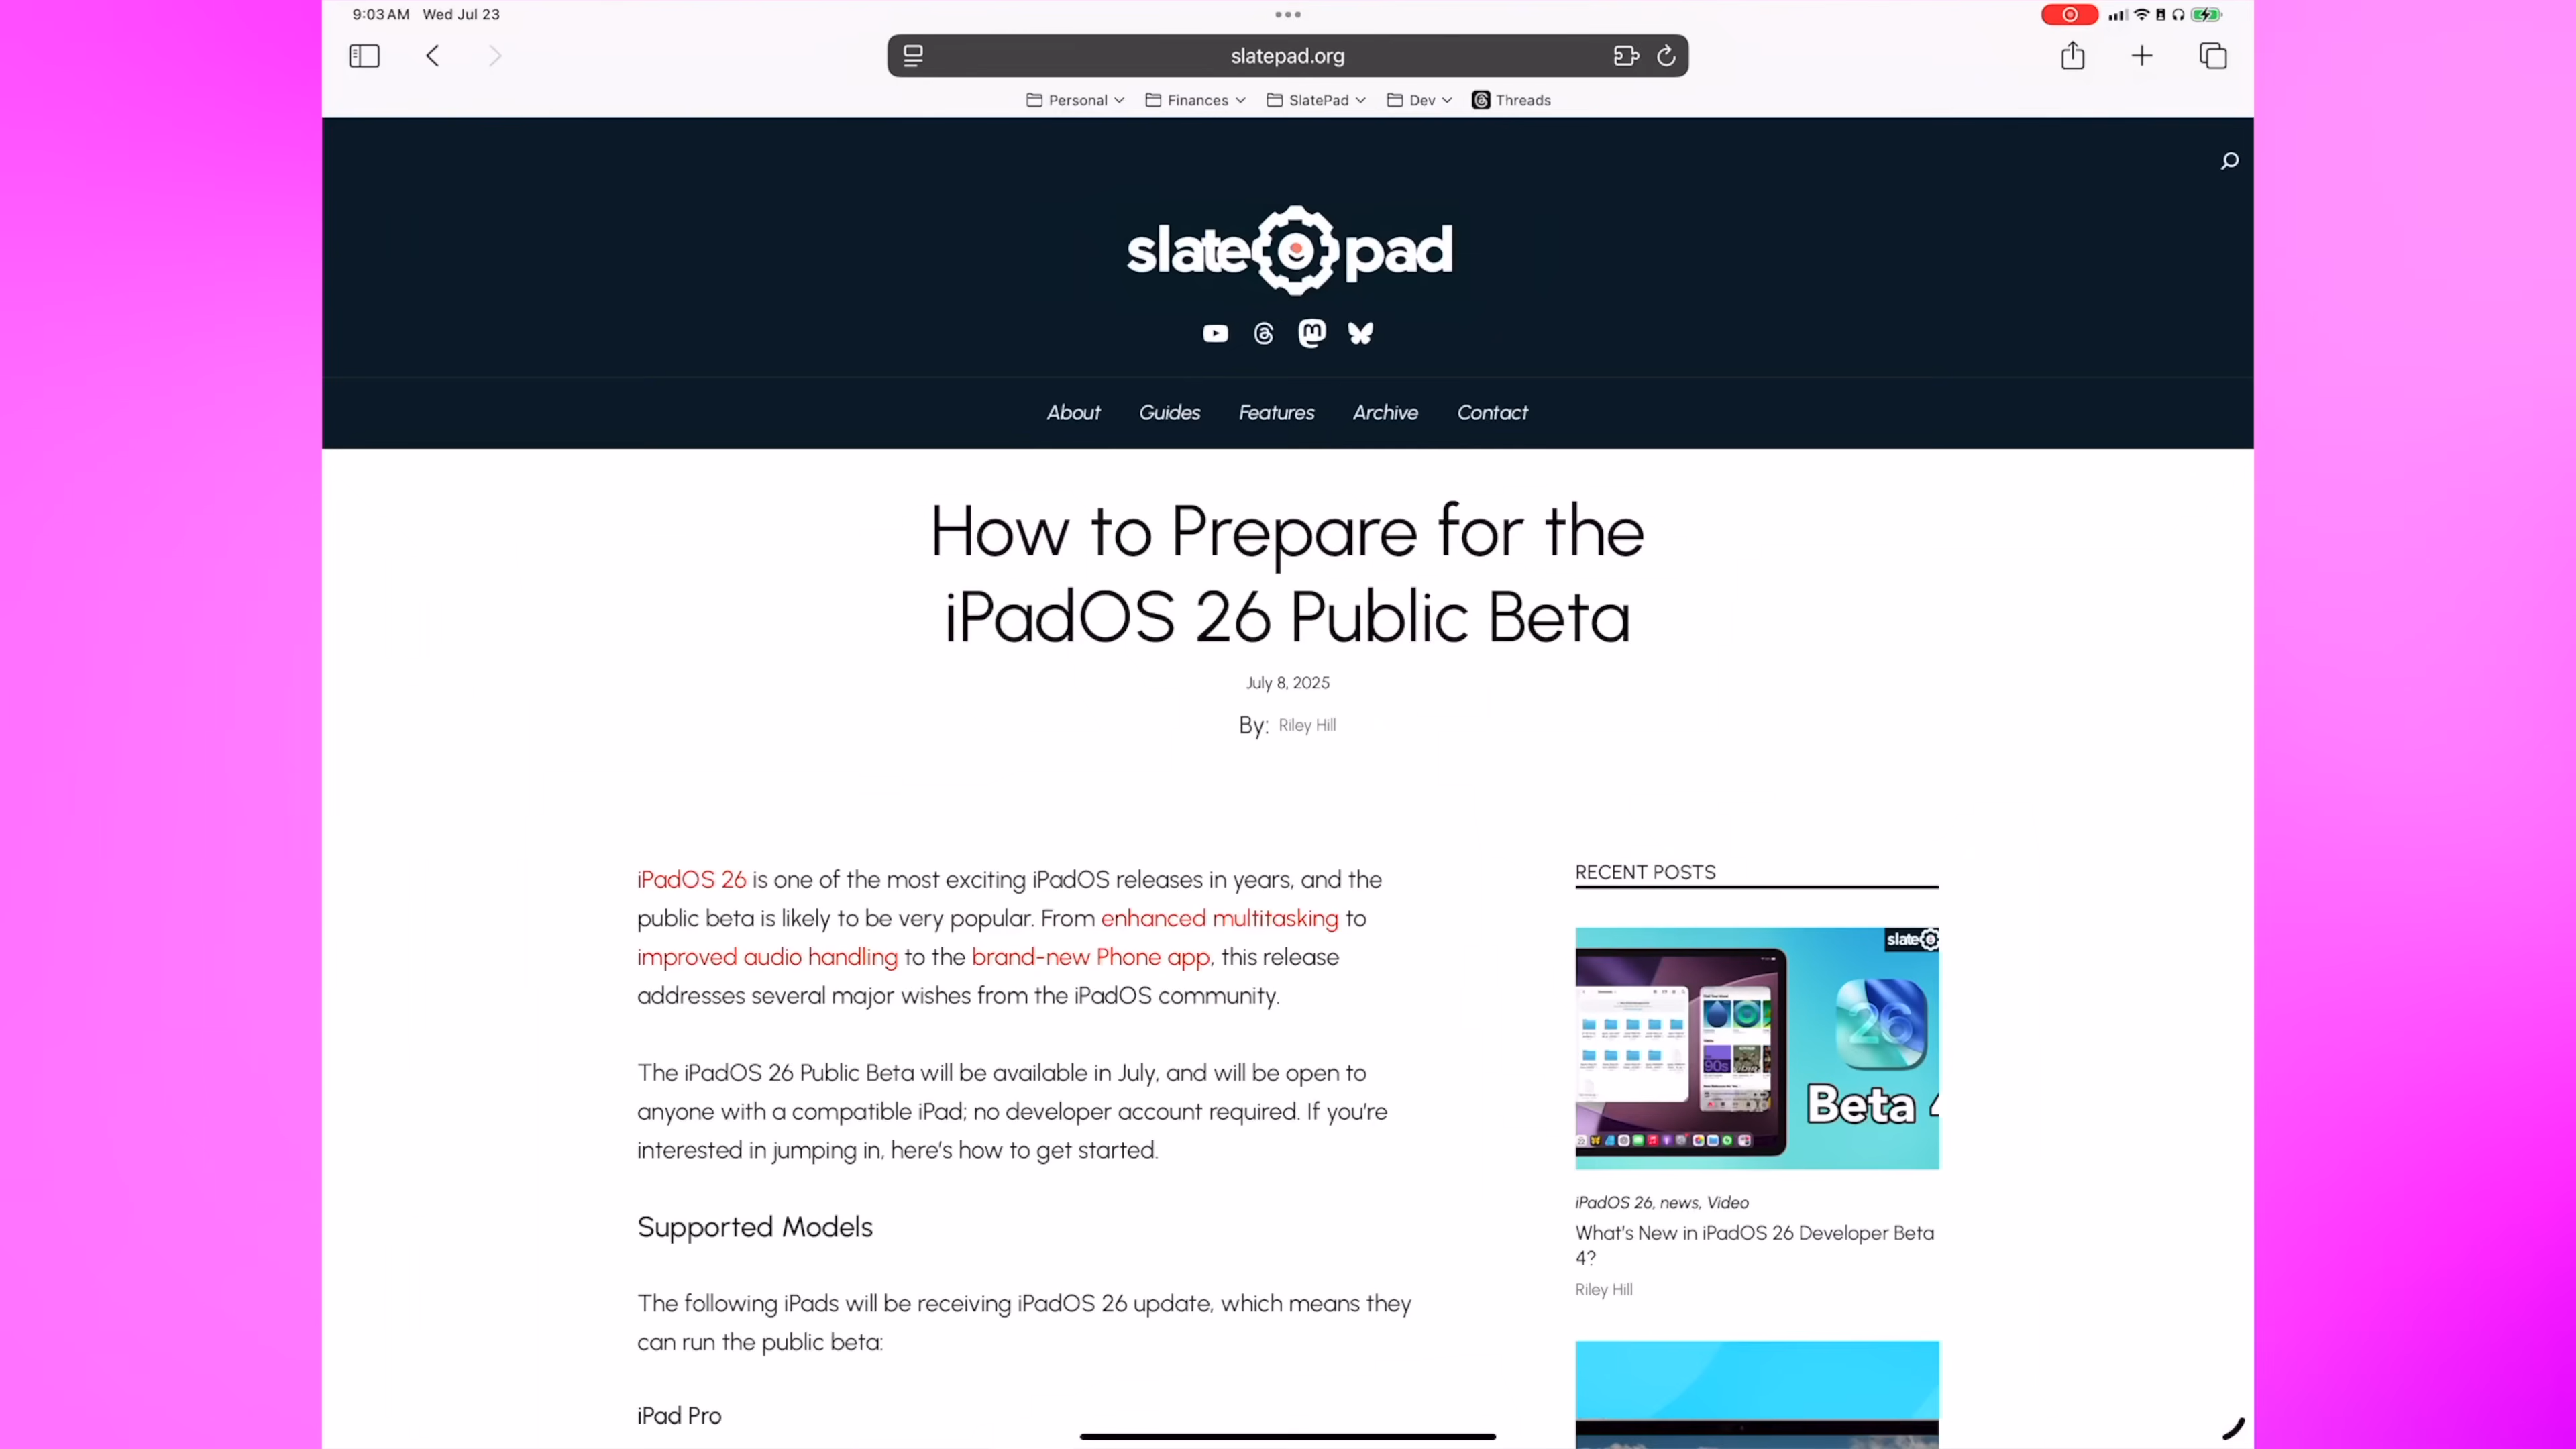 9:03 AM Wed Jul 23
slatepad.org
Personal Finances SlatePad Dev Threads
slate pad
About Guides Features Archive Contact
How to Prepare for the
iPadOS 26 Public Beta
July 8, 2025
By: Riley Hill
iPadOS 26 is one of the most exciting iPadOS releases in years, and the
public beta is likely to be very popular. From enhanced multitasking to
improved audio handling to the brand-new Phone app, this release
addresses several major wishes from the iPadOS community.
The iPadOS 26 Public Beta will be available in July, and will be open to
anyone with a compatible iPad; no developer account required. If you're
interested in jumping in, here's how to get started.
Supported Models
The following iPads will be receiving iPadOS 26 update, which means they
can run the public beta:
iPad Pro
RECENT POSTS
slate
26
Beta 4
90s
iPadOS 26, news, Video
What's New in iPadOS 26 Developer Beta
4?
Riley Hill